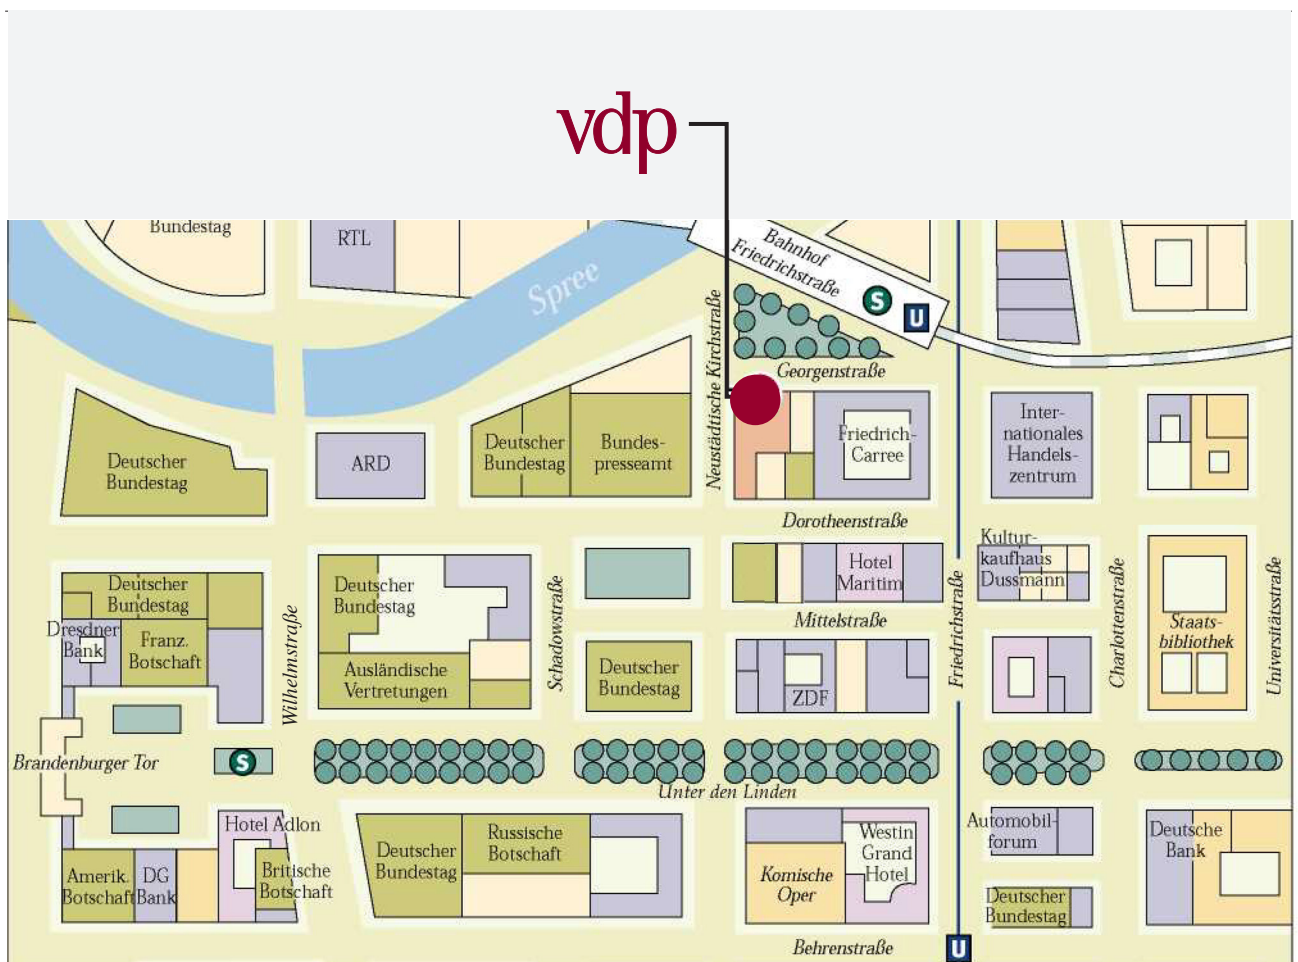 vdp
Bundestag
RTL
Spree
Bahnhof
Friedrichstraße
S
U
Neustädtische Kirchstraße
Georgenstraße
Deutscher
Bundestag
ARD
Deutscher
Bundestag
Bundes-
presseamt
Friedrich-
Carree
Inter-
nationales
Handels-
zentrum
Dorotheenstraße
Deutscher
Bundestag
Dresdner
Bank
Franz.
Botschaft
Wilhelmstraße
Deutscher
Bundestag
Ausländische
Vertretungen
Schadowstraße
Deutscher
Bundestag
Hotel
Maritim
Mittelstraße
ZDF
Friedrichstraße
Kultur-
kaufhaus
Dussmann
Charlottenstraße
Staats-
bibliothek
Universitätsstraße
Brandenburger Tor
S
Unter den Linden
Hotel Adlon
Amerik.
Botschaft
DG
Bank
Britische
Botschaft
Deutscher
Bundestag
Russische
Botschaft
Komische
Oper
Westin
Grand
Hotel
Automobil-
forum
Deutscher
Bundestag
Deutsche
Bank
Behrenstraße
U